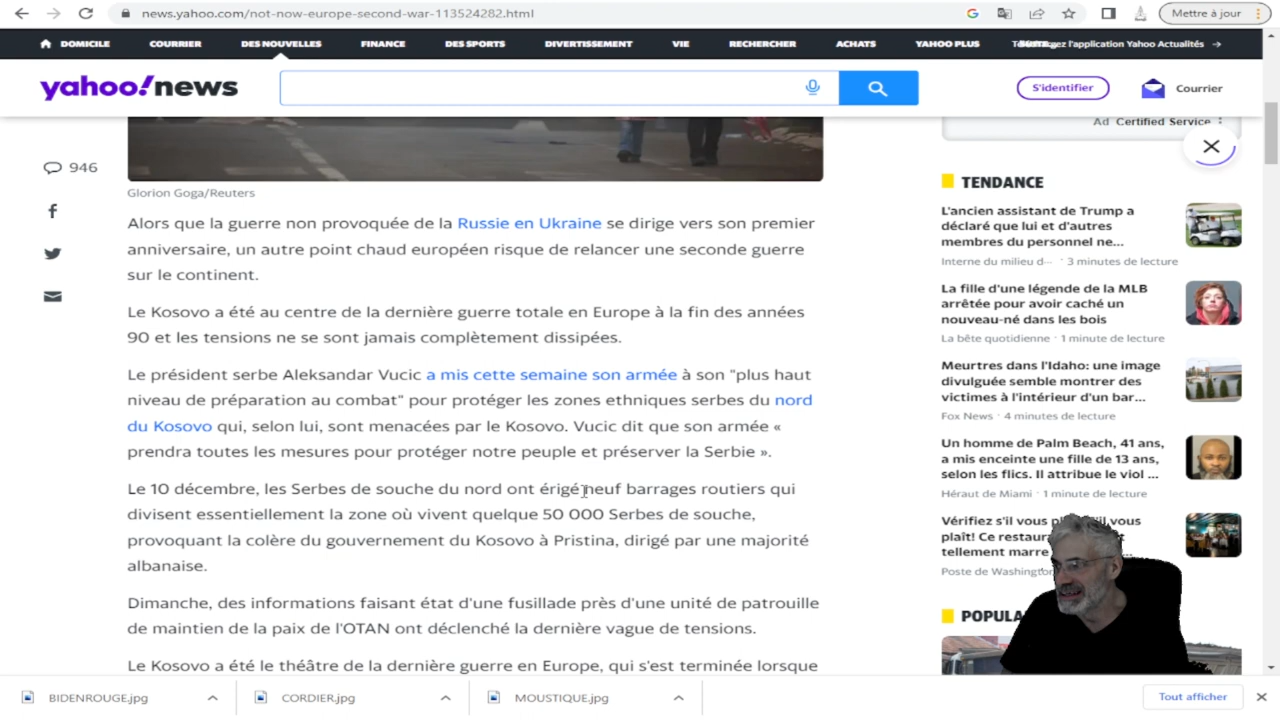 news.yahoo.com/not-now-europe-second-war-113524282.html
Mettre à jour
DOMICILE
COURRIER
DES NOUVELLES
FINANCE
DES SPORTS
DIVERTISSEMENT
VIE
RECHERCHER
ACHATS
YAHOO PLUS
l'application Yahoo Actualités
yahoo!news
S'identifier
Courrier
946
Glorion Goga/Reuters
Alors que la guerre non provoquée de la Russie en Ukraine se dirige vers son premier
anniversaire, un autre point chaud européen risque de relancer une seconde guerre
sur le continent.
Le Kosovo a été au centre de la dernière guerre totale en Europe à la fin des années
90 et les tensions ne se sont jamais complètement dissipées.
Le président serbe Aleksandar Vucic a mis cette semaine son armée à son "plus haut
niveau de préparation au combat" pour protéger les zones ethniques serbes du nord
du Kosovo qui, selon lui, sont menacées par le Kosovo. Vucic dit que son armée «
prendra toutes les mesures pour protéger notre peuple et préserver la Serbie ».
Le 10 décembre, les Serbes de souche du nord ont érigé neuf barrages routiers qui
divisent essentiellement la zone où vivent quelque 50 000 Serbes de souche,
provoquant la colère du gouvernement du Kosovo à Pristina, dirigé par une majorité
albanaise.
Dimanche, des informations faisant état d'une fusillade près d'une unité de patrouille
de maintien de la paix de l'OTAN ont déclenché la dernière vague de tensions.
Le Kosovo a été le théâtre de la dernière guerre en Europe, qui s'est terminée lorsque
Ad Certified Service
TENDANCE
L'ancien assistant de Trump a
déclaré que lui et d'autres
membres du personnel ne...
Interne du milieu d··· · 3 minutes de lecture
La fille d'une légende de la MLB
arrêtée pour avoir caché un
nouveau-né dans les bois
La bête quotidienne · 1 minute de lecture
Meurtres dans l'Idaho: une image
divulguée semble montrer des
victimes à l'intérieur d'un bar...
Fox News · 4 minutes de lecture
Un homme de Palm Beach, 41 ans,
a mis enceinte une fille de 13 ans,
selon les flics. Il attribue le viol ...
Héraut de Miami · 1 minute de lecture
Vérifiez s'il vous vous
plaît! Ce
tellement marre
Poste de
POPULA
BIDENROUGE.jpg
CORDIER.jpg
MOUSTIQUE.jpg
Tout afficher